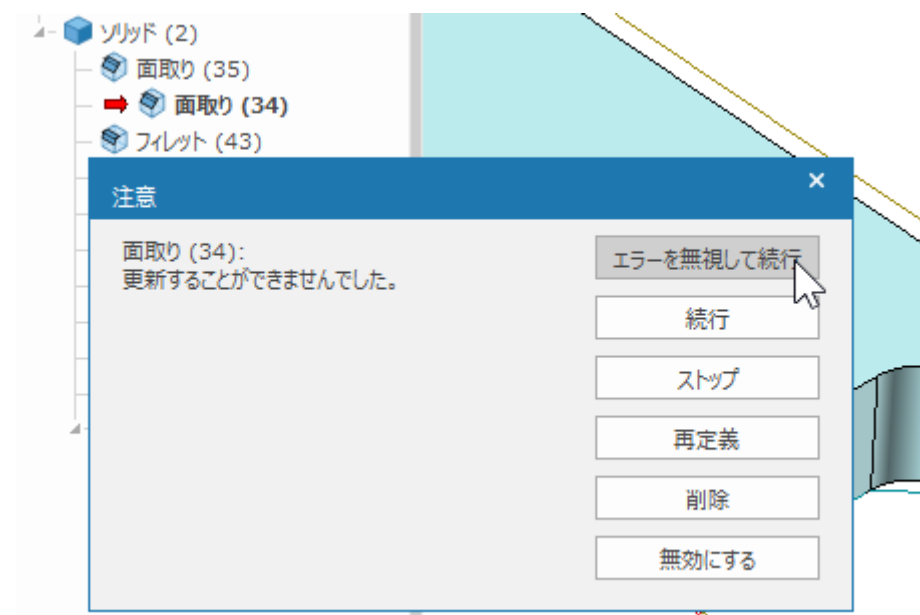 ソリッド (2)
面取り (35)
面取り (34)
フィレット (43)
注意
面取り (34):
更新することができませんでした。
エラーを無視して続行
続行
ストップ
再定義
削除
無効にする